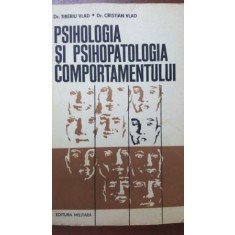 Dr. TIBERIU VLAD • Dr. CRISTIAN VLAD
PSIHOLOGIA
ȘI PSIHOPATOLOGIA
COMPORTAMENTULUI
EDITURA MILITARĂ